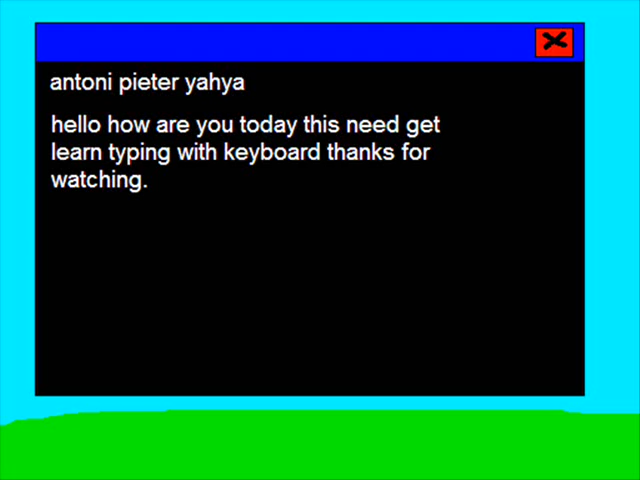 antoni pieter yahya
hello how are you today this need get
learn typing with keyboard thanks for
watching.